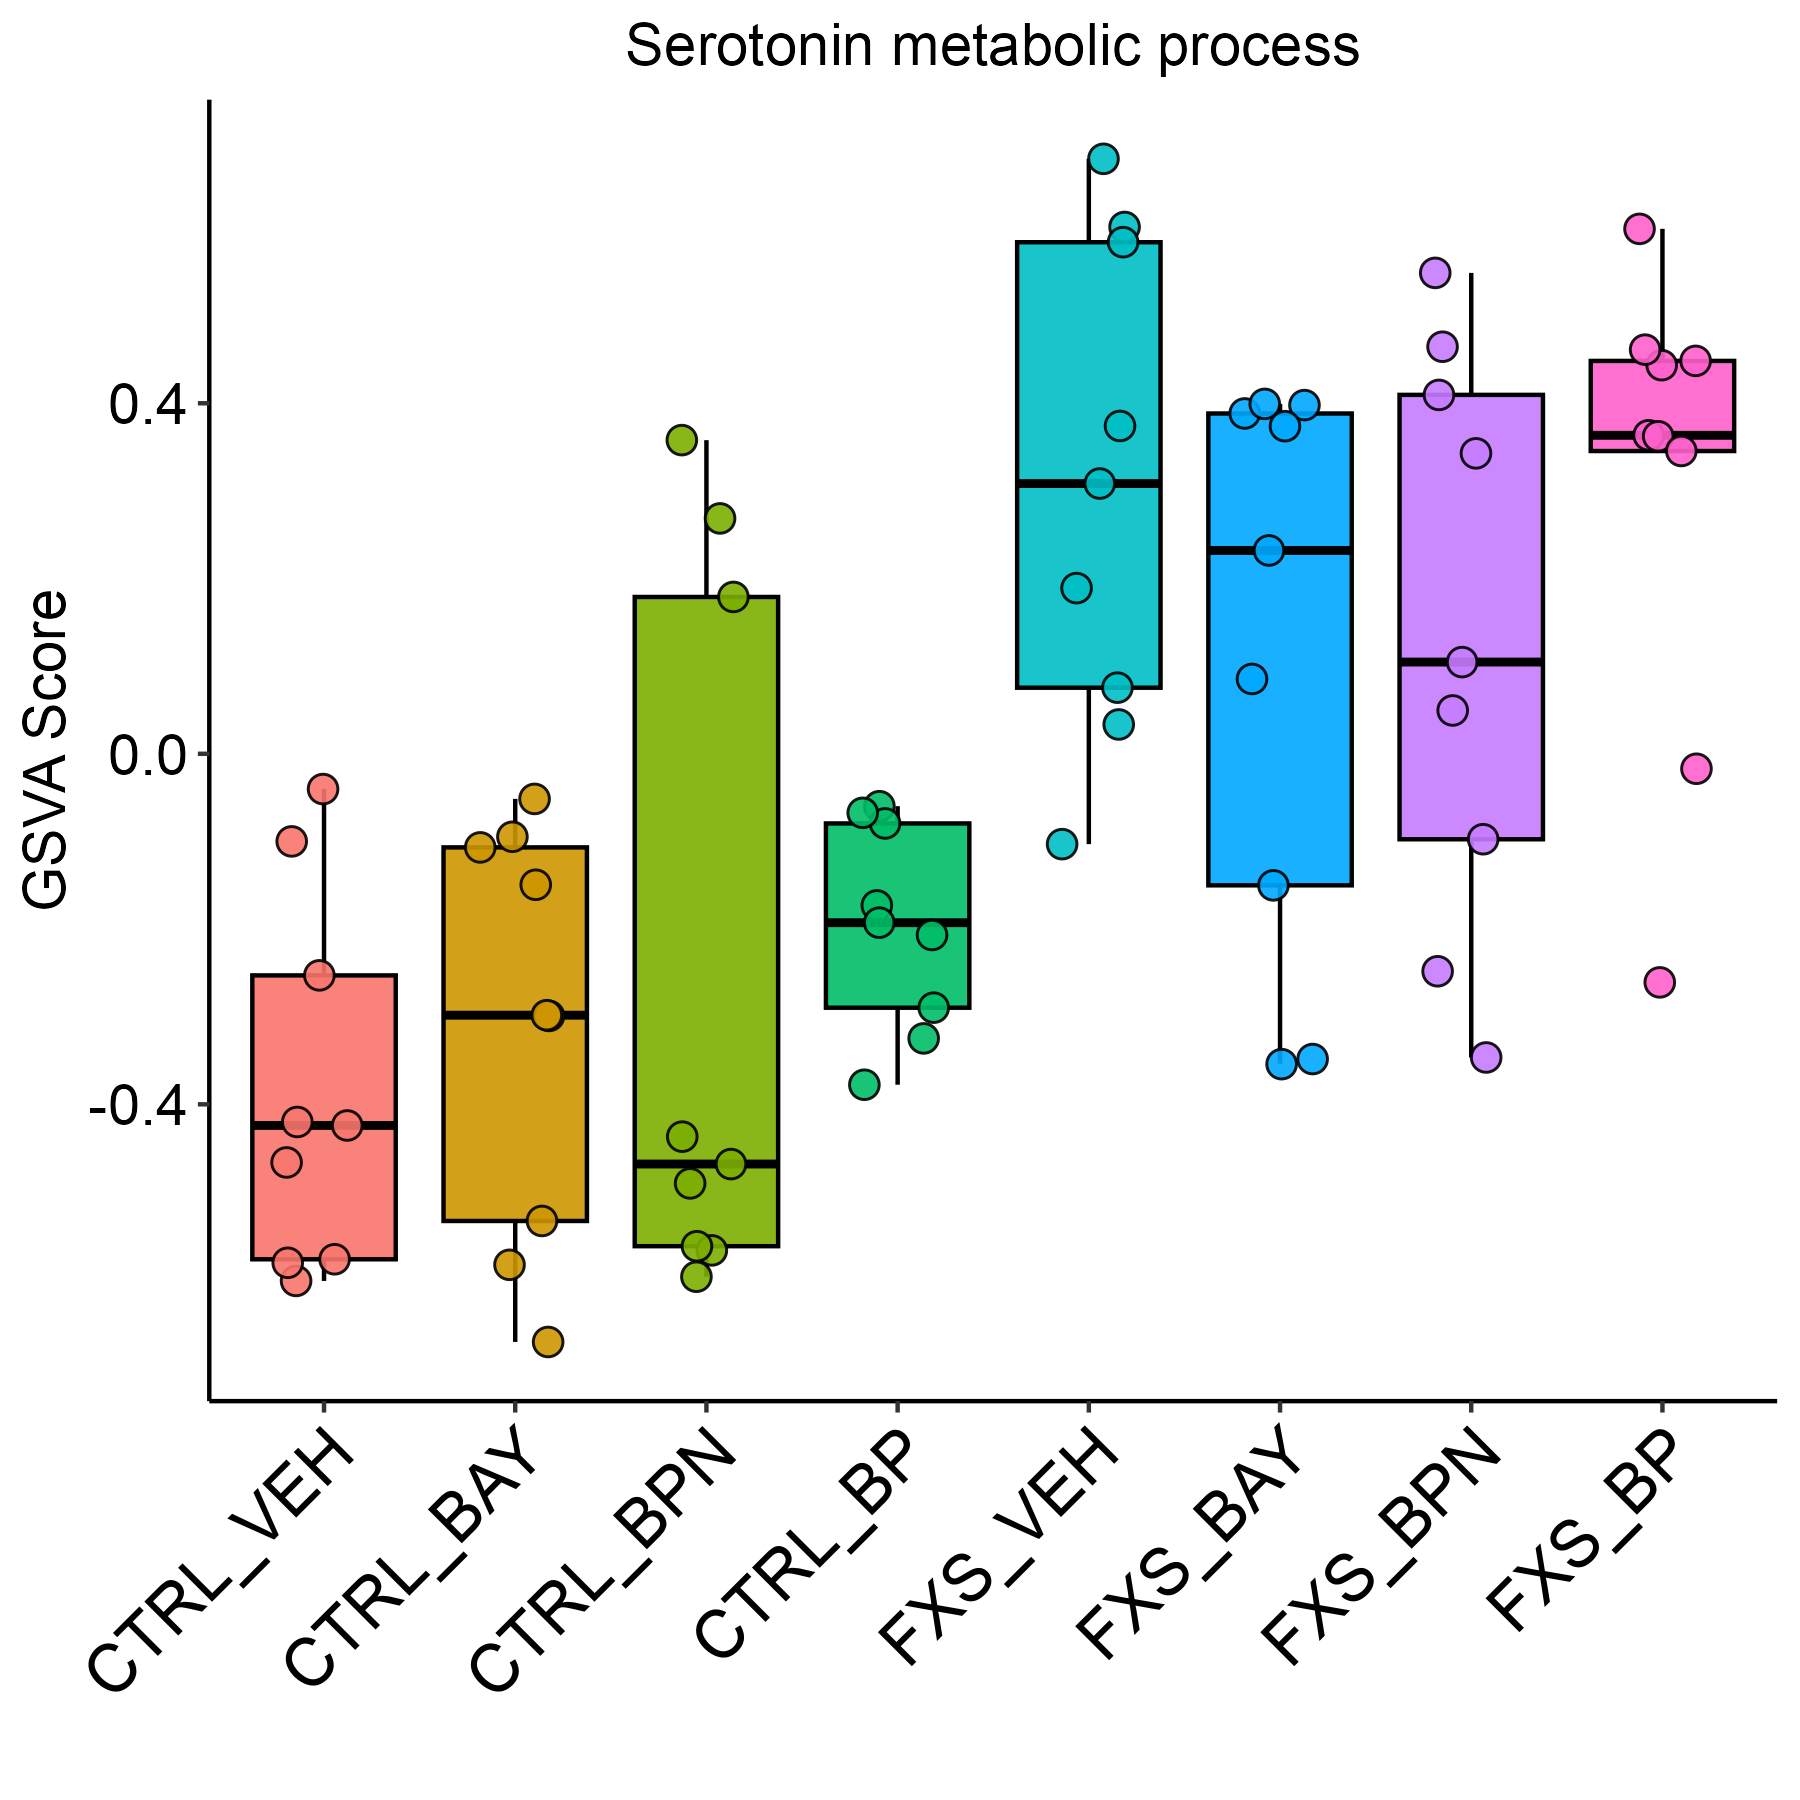 Serotonin metabolic process
GSVA Score
0.4
0.0
-0.4
CTRL_VEH
CTRL_BAY
CTRL_BPN
CTRL_BP
FXS_VEH
FXS_BAY
FXS_BPN
FXS_BP